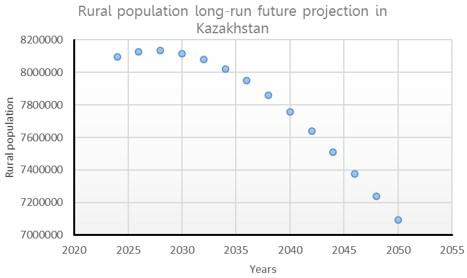 Rural population long-run future projection in
Kazakhstan
8200000
8000000
7800000
7600000
7400000
7200000
7000000
Rural population
2020 2025 2030 2035 2040 2045 2050 2055
Years